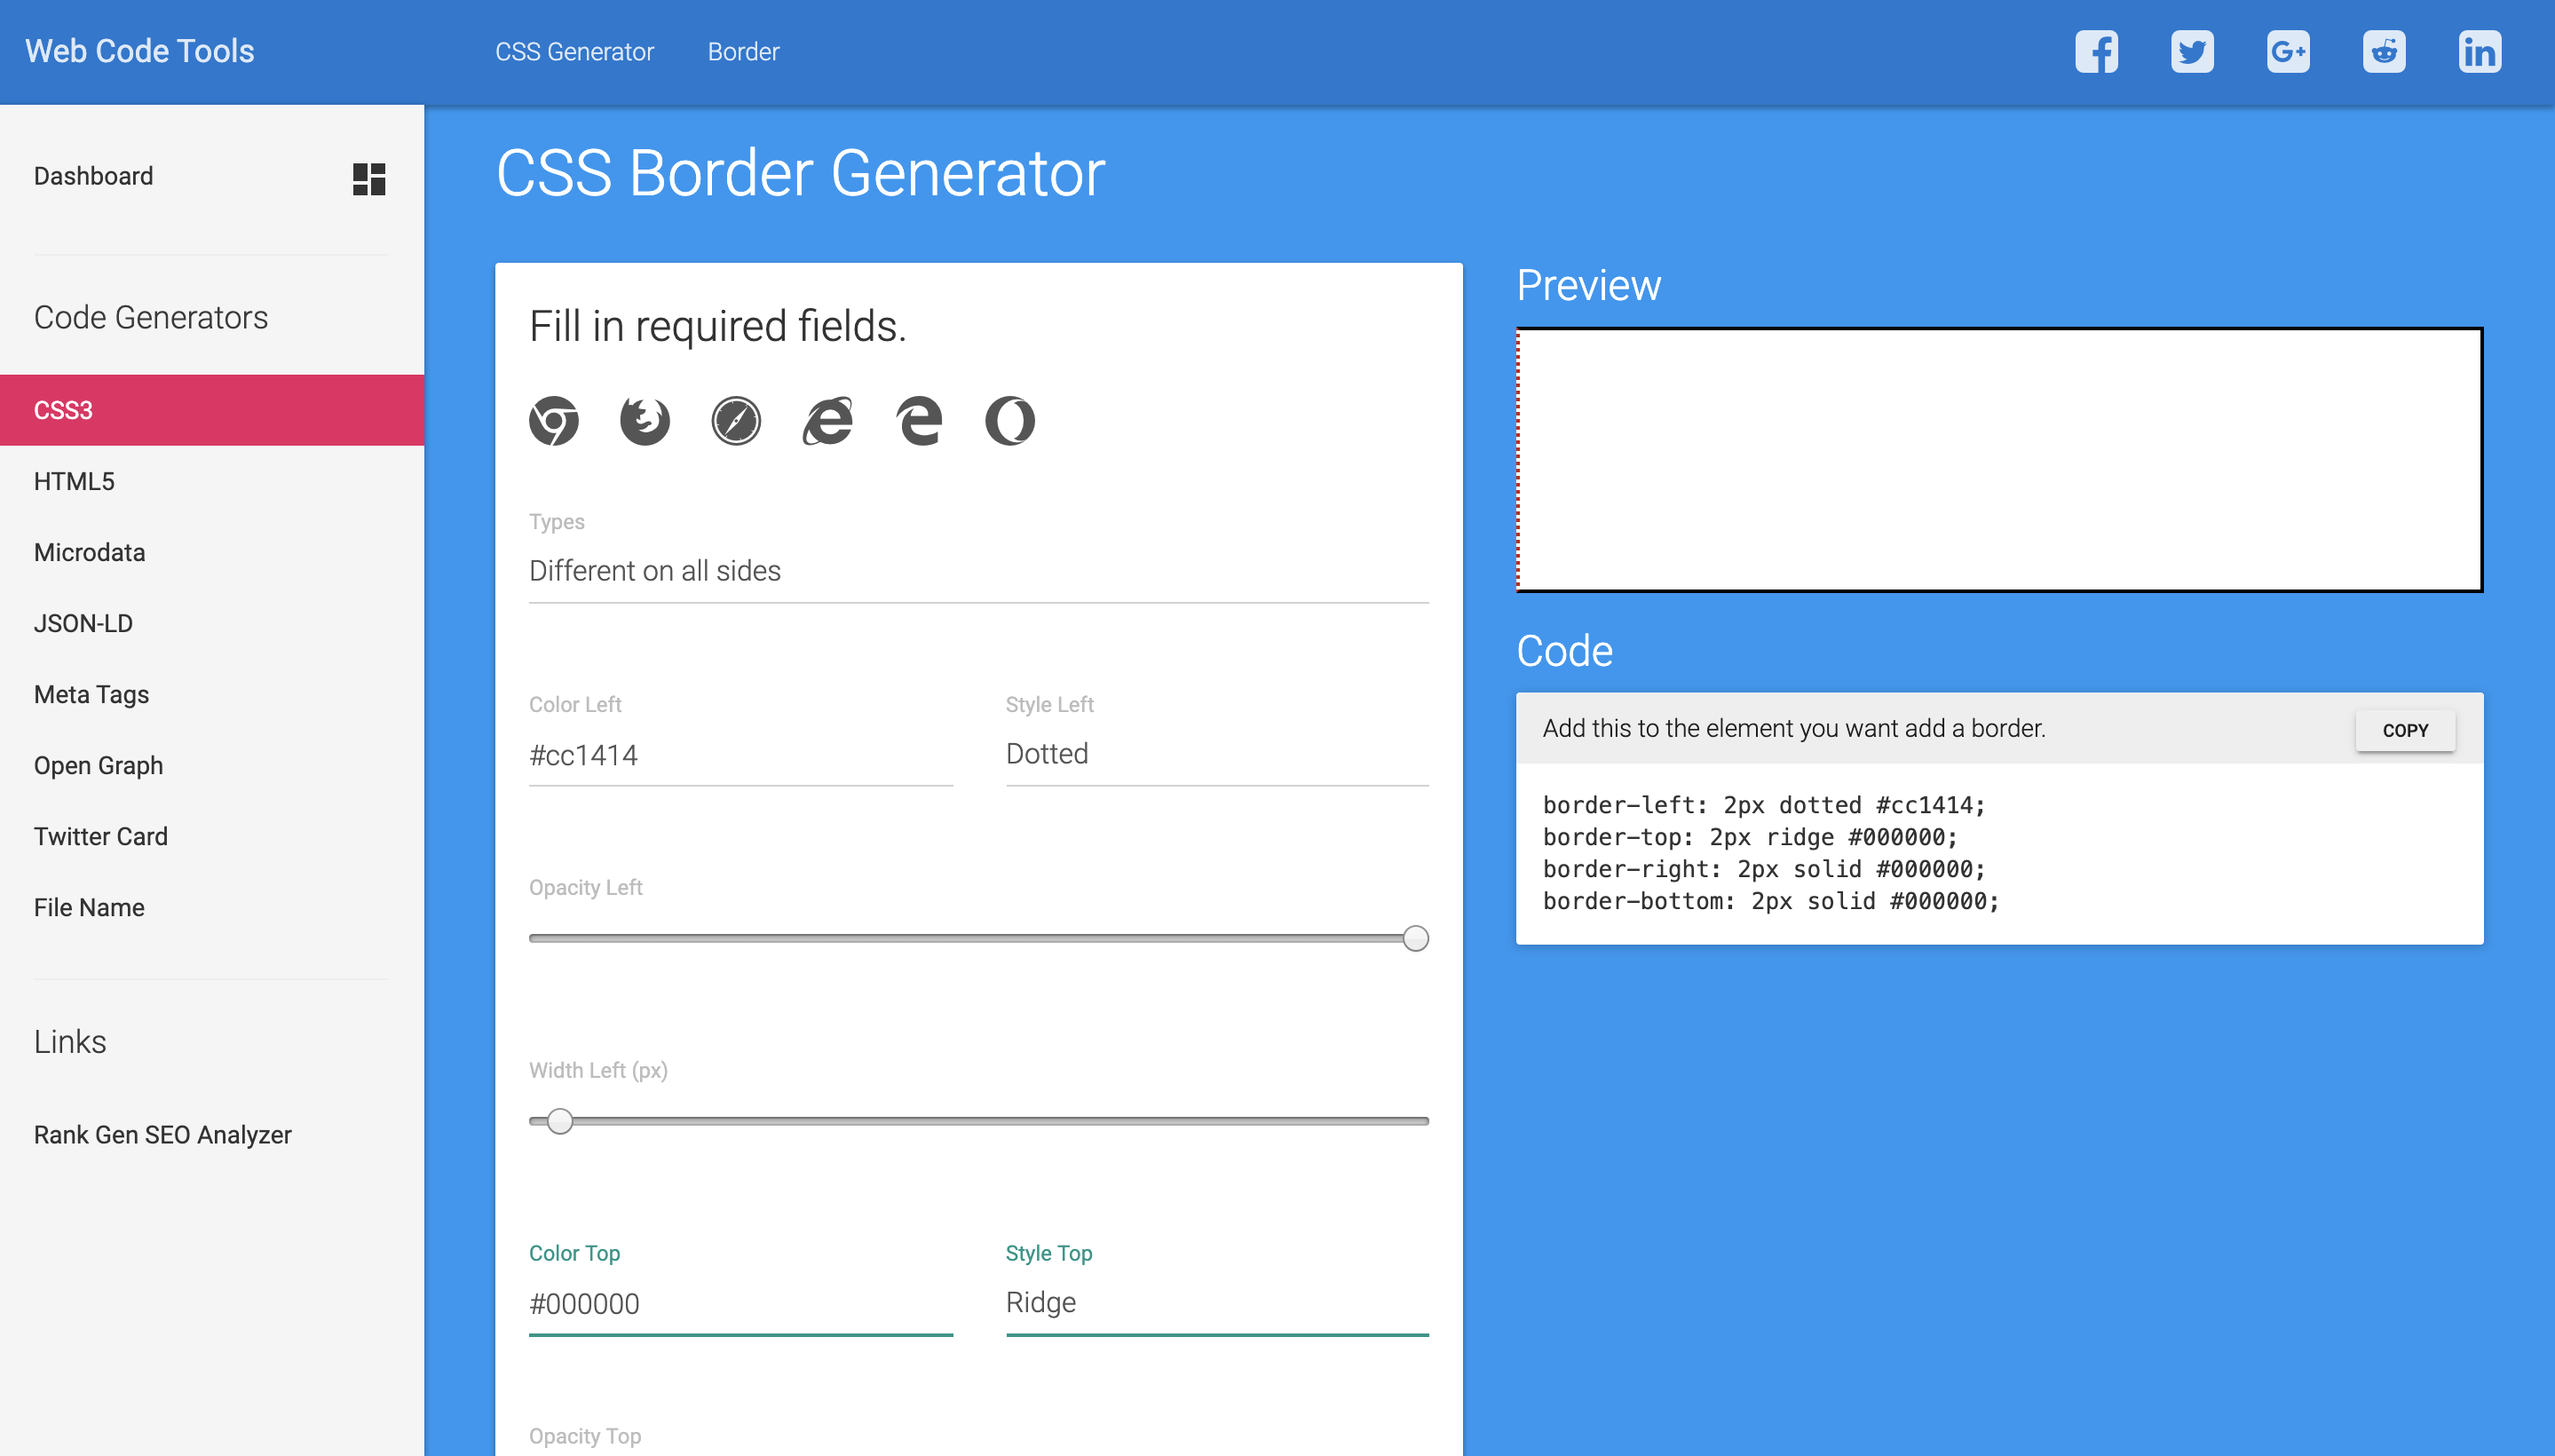 Web Code Tools
CSS Generator
Border
Dashboard
Code Generators
CSS3
HTML5
Microdata
JSON-LD
Meta Tags
Open Graph
Twitter Card
File Name
Links
Rank Gen SEO Analyzer
CSS Border Generator
Fill in required fields.
Types
Different on all sides
Color Left
#cc1414
Style Left
Dotted
Opacity Left
Width Left (px)
Color Top
#000000
Style Top
Ridge
Opacity Top
Preview
Code
Add this to the element you want add a border.
COPY
border-left: 2px dotted #cc1414;
border-top: 2px ridge #000000;
border-right: 2px solid #000000;
border-bottom: 2px solid #000000;